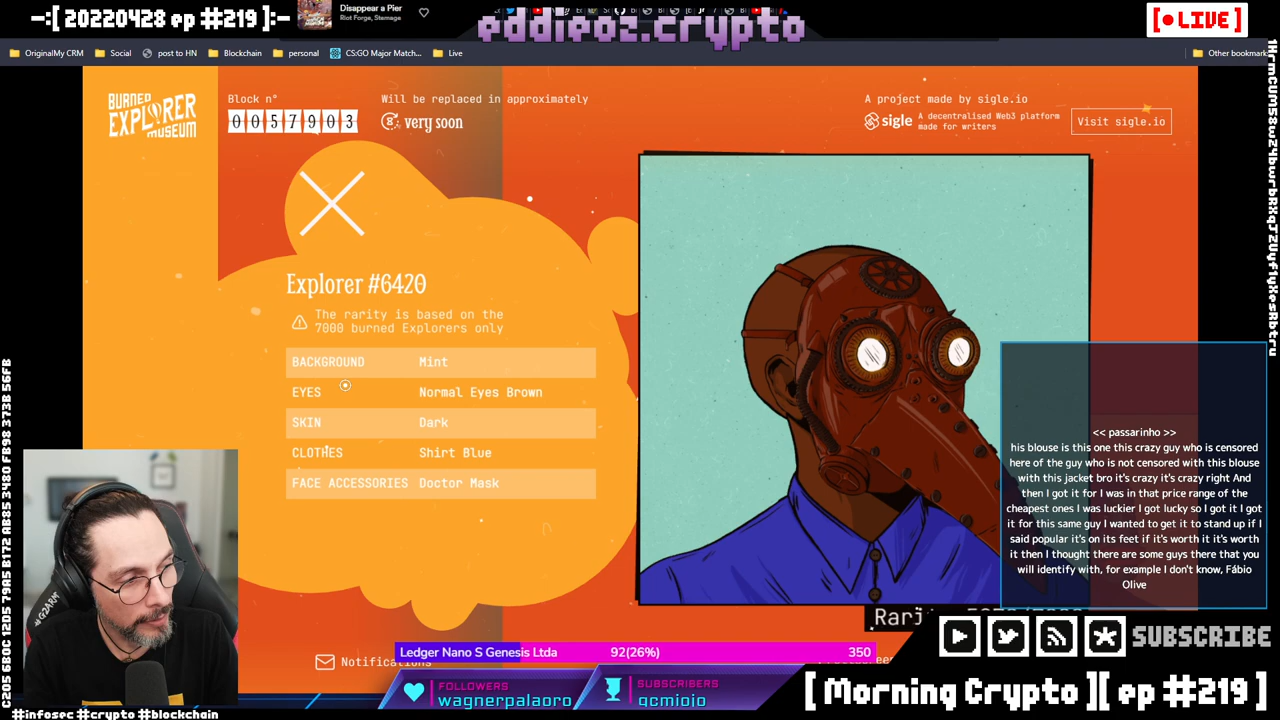 -:[ 20220428 ep #219 ]:-
Disappear a Pier
Blot Forge, Stemage
eddieoz.crypto
[•LIVE]
OriginalMy CRM
Social
post to HN
Blockchain
personal
CS:GO Major Match...
Live
Other bookmark
BURNED
EXPLORER
MUSEUM
Block n°
0057903
Will be replaced in approximately
very soon
A project made by sigle.io
sigle
A decentralised Web3 platform
made for writers
Visit sigle.io
Explorer #6420
The rarity is based on the
7000 burned Explorers only
BACKGROUND Mint
EYES Normal Eyes Brown
SKIN Dark
CLOTHES Shirt Blue
FACE ACCESSORIES Doctor Mask
<< passarinho >>
his blouse is this one this crazy guy who is censored
here of the guy who is not censored with this blouse
with this jacket bro it's crazy it's crazy right And
then I got it for I was in that price range of the
cheapest ones I was luckier I got lucky so I got it I got
it for this same guy I wanted to get it to stand up if I
said popular it's on its feet if it's worth it it's worth
it then I thought there are some guys there that you
will identify with, for example I don't know, Fábio
Olive
Notifications
Ledger Nano S Genesis Ltda 92(26%) 350
FOLLOWERS
wagnerpalaoro
SUBSCRIBERS
gcmioio
SUBSCRIBE
[ Morning Crypto ][ ep #219 ]
#infosec #crypto #blockchain